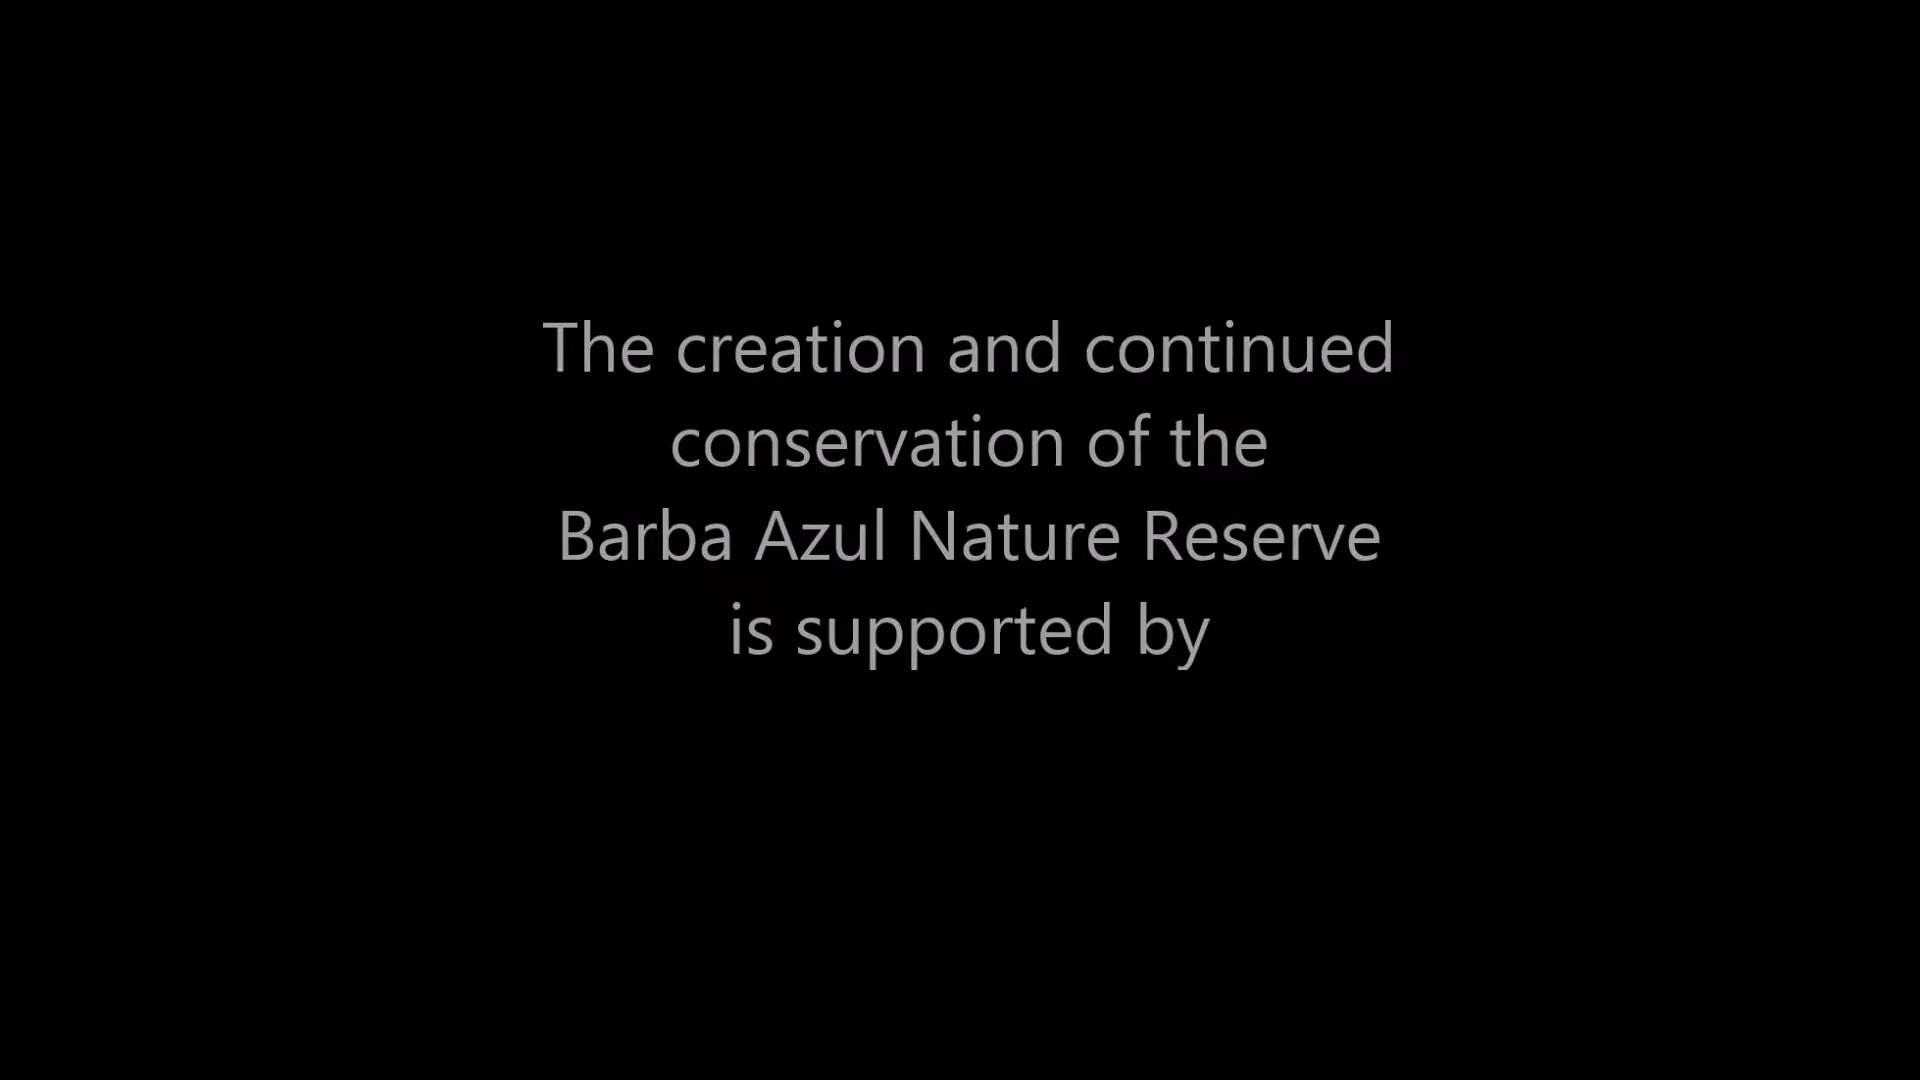 The creation and continued
conservation of the
Barba Azul Nature Reserve
is supported by